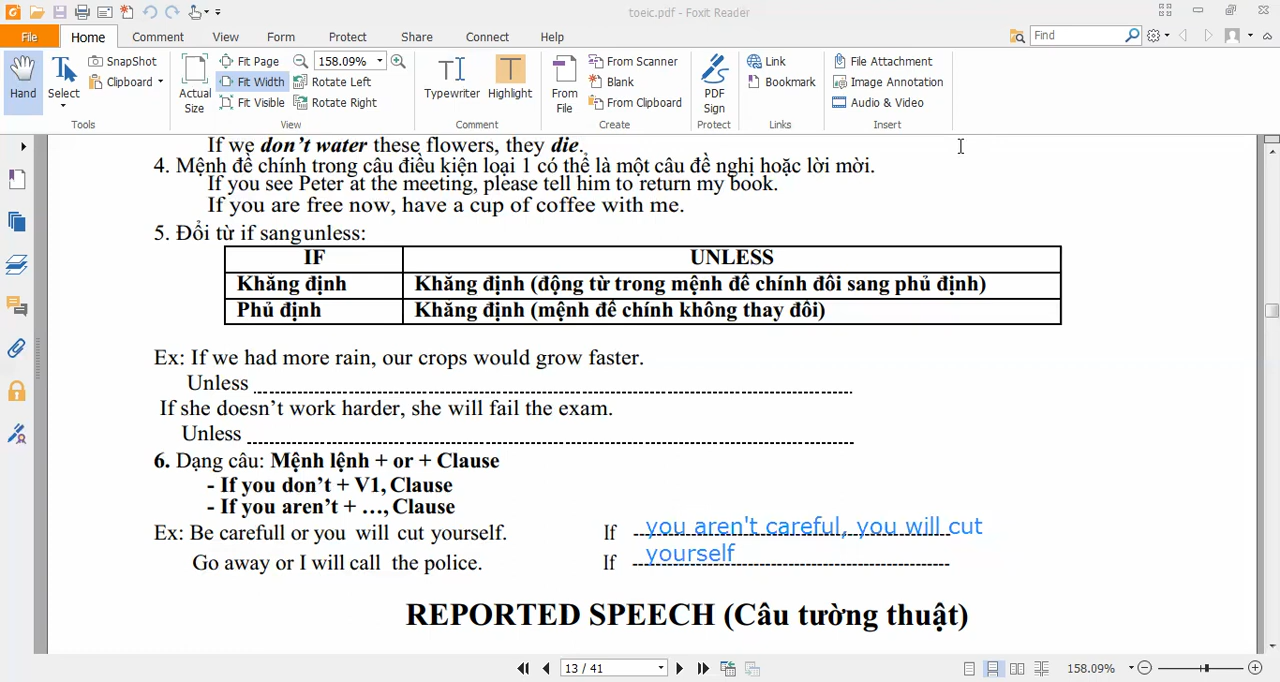 toeic.pdf - Foxit Reader
File Home Comment View Form Protect Share Connect Help Find
Hand Select SnapShot Clipboard Actual Size Fit Page Fit Width Fit Visible 158.09% Rotate Left Rotate Right Typewriter Highlight From File From Scanner Blank From Clipboard PDF Sign Link Bookmark File Attachment Image Annotation Audio & Video
Tools View Comment Create Protect Links Insert
If we don't water these flowers, they die.
4. Mệnh đề chính trong câu điều kiện loại 1 có thể là một câu đề nghị hoặc lời mời.
If you see Peter at the meeting, please tell him to return my book.
If you are free now, have a cup of coffee with me.
5. Đổi từ if sang unless:
IF UNLESS
Khăng định Khăng định (động từ trong mệnh đề chính đôi sang phủ định)
Phủ định Khăng định (mệnh đề chính không thay đôi)
Ex: If we had more rain, our crops would grow faster.
Unless
If she doesn't work harder, she will fail the exam.
Unless
6. Dạng câu: Mệnh lệnh + or + Clause
- If you don't + V1, Clause
- If you aren't + …, Clause
Ex: Be carefull or you will cut yourself. If you aren't careful, you will cut
yourself
Go away or I will call the police. If
REPORTED SPEECH (Câu tường thuật)
13 / 41 158.09%